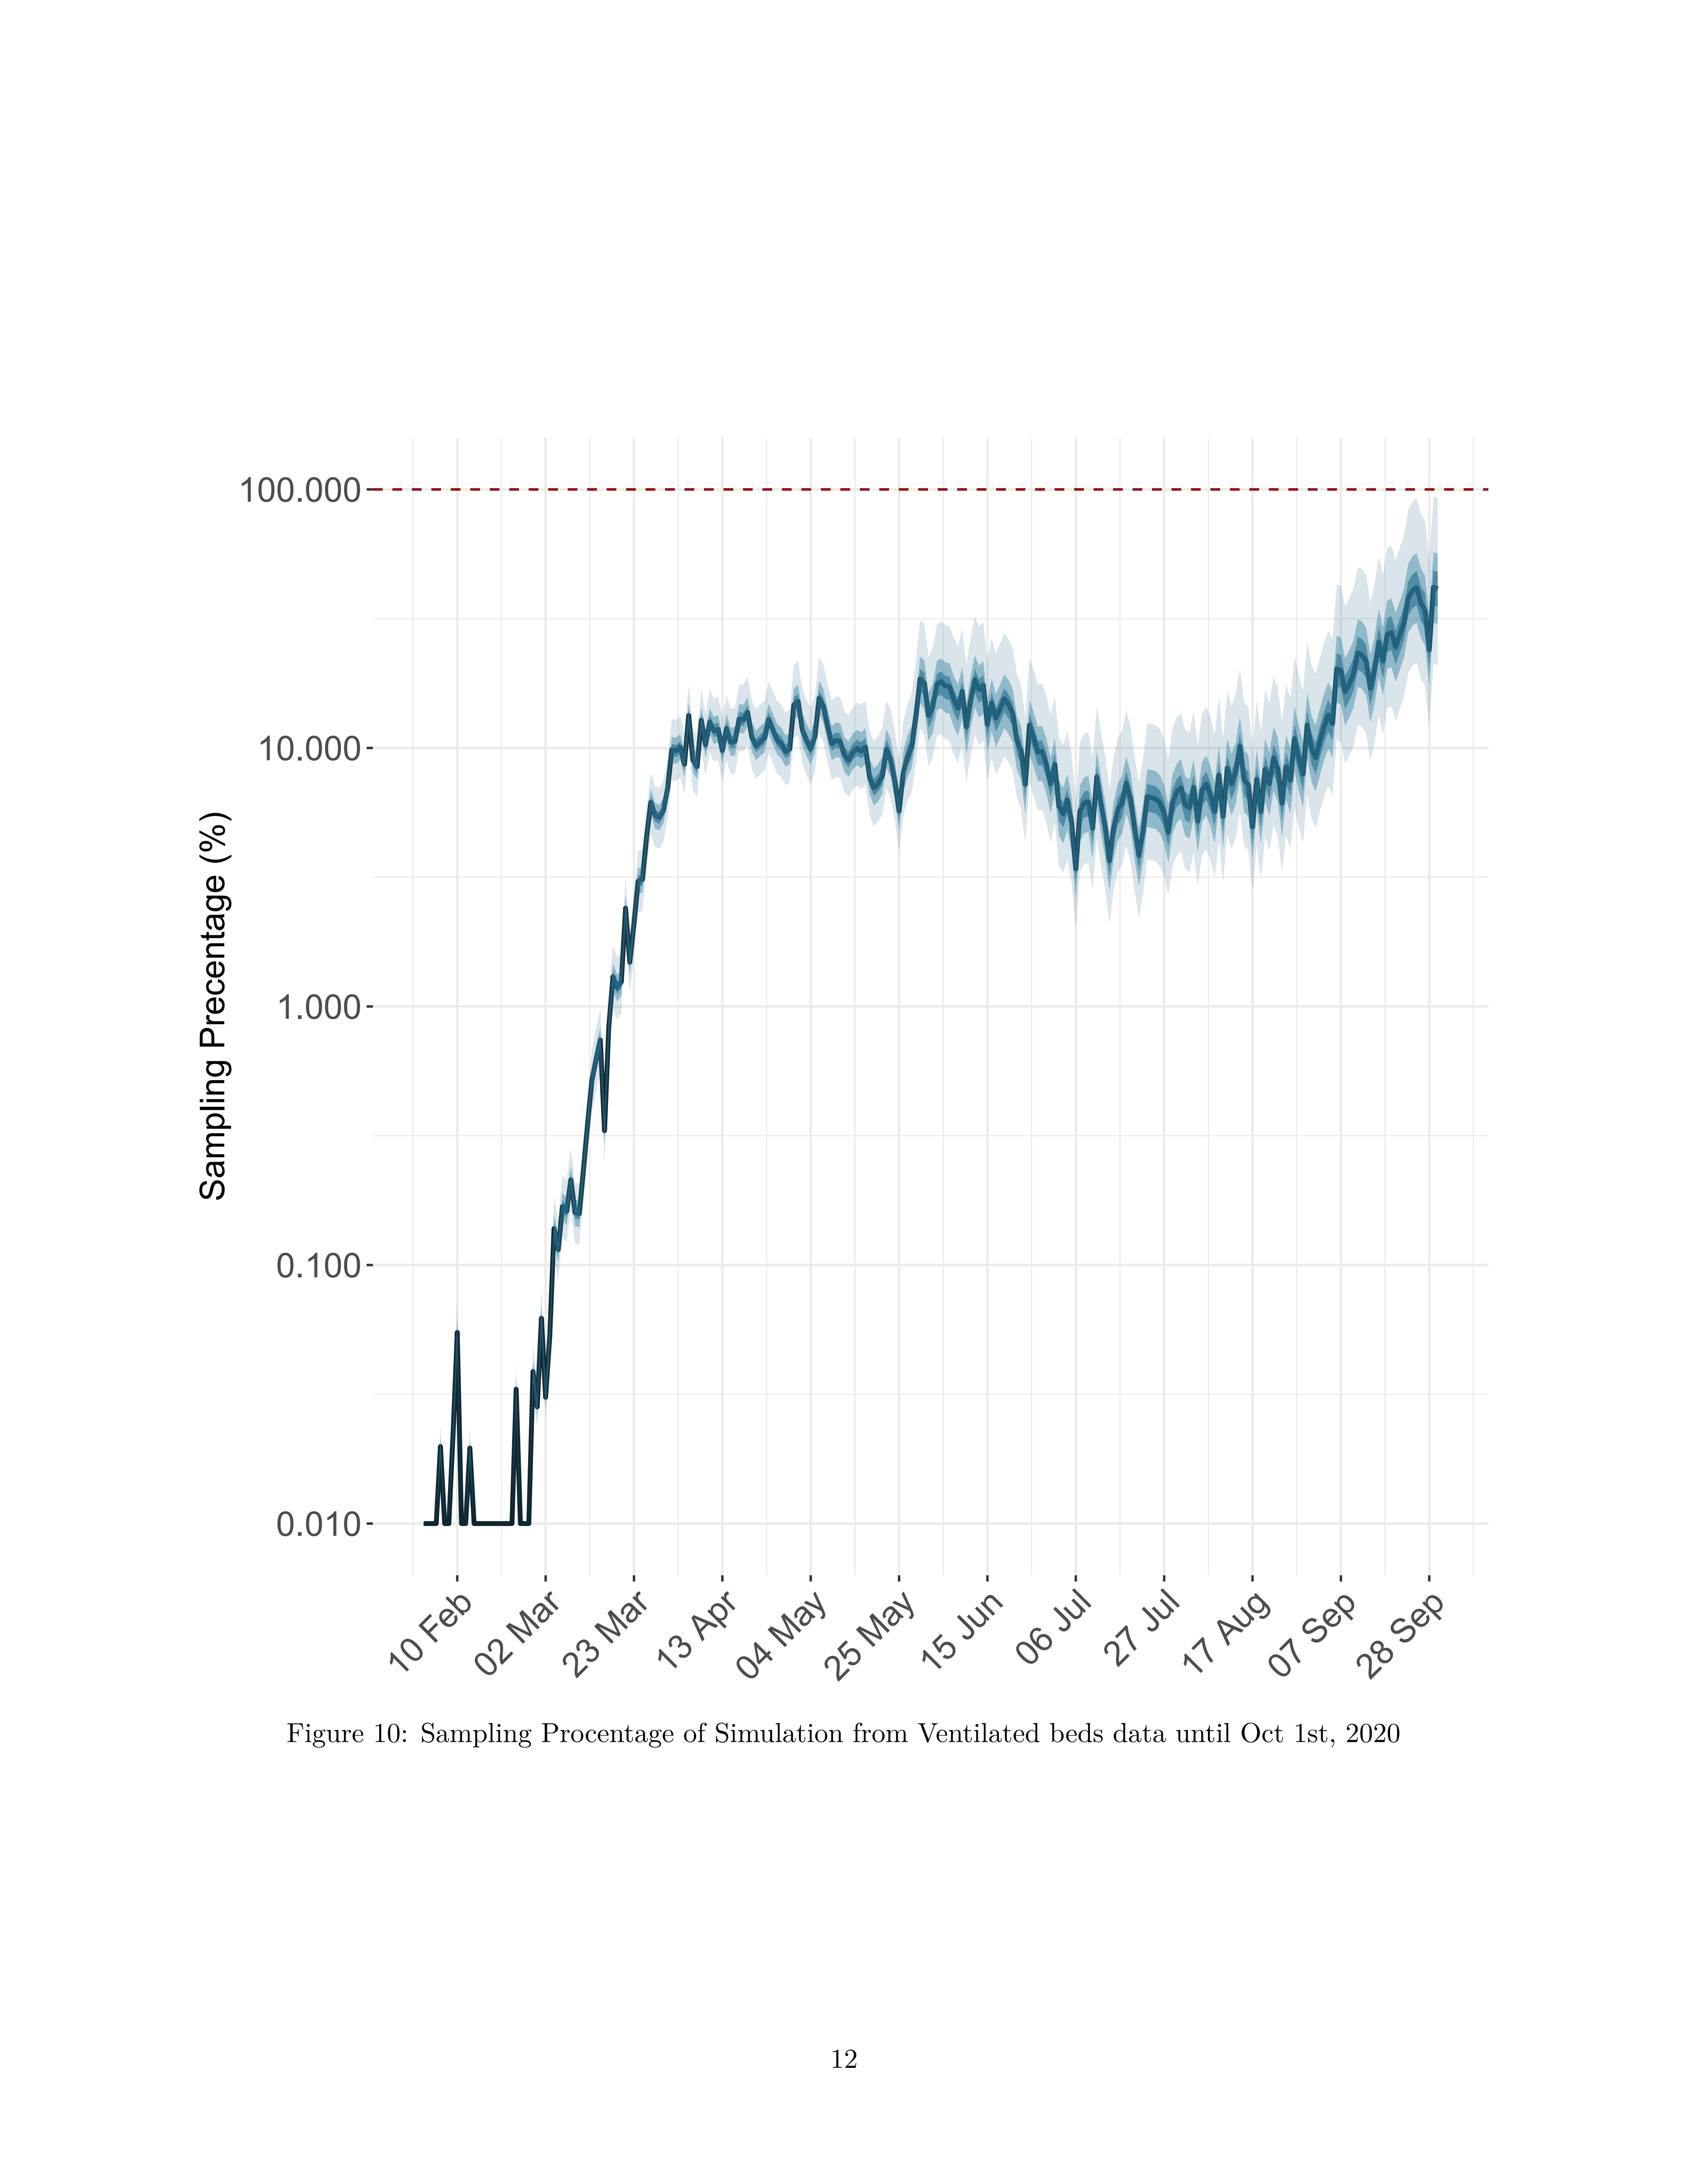 100.000
10.000
1.000
0.100
0.010
Sampling Precentage (%)
10 Feb
02 Mar
23 Mar
13 Apr
04 May
25 May
15 Jun
06 Jul
27 Jul
17 Aug
07 Sep
28 Sep
Figure 10: Sampling Procentage of Simulation from Ventilated beds data until Oct 1st, 2020
12